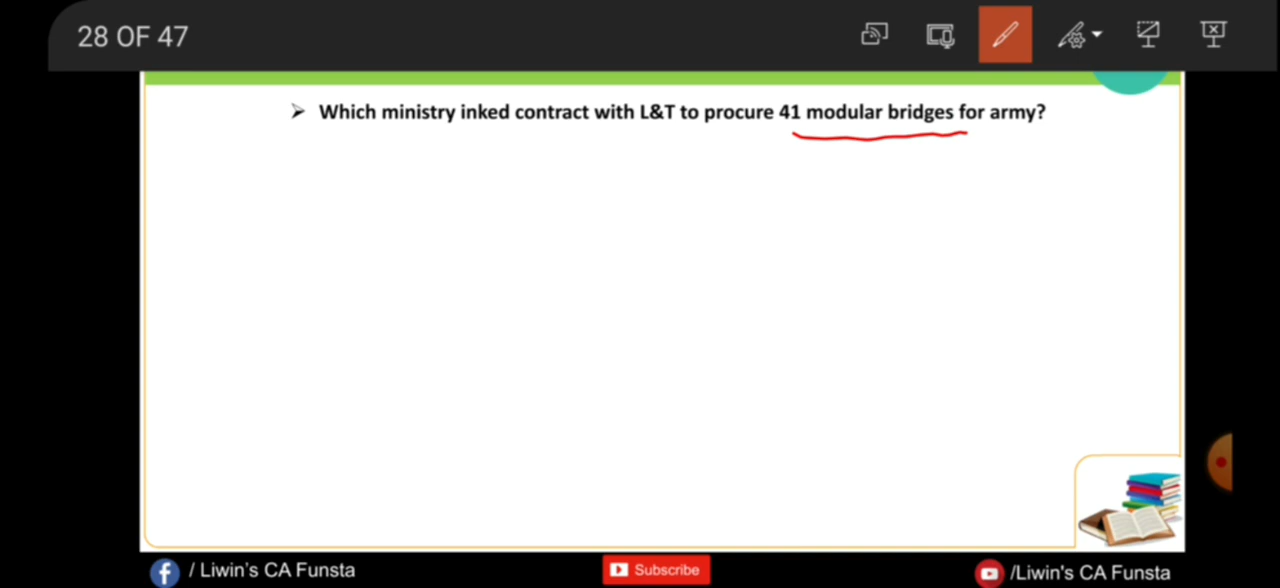 28 OF 47
➢ Which ministry inked contract with L&T to procure 41 modular bridges for army?
/ Liwin's CA Funsta
Subscribe
/Liwin's CA Funsta